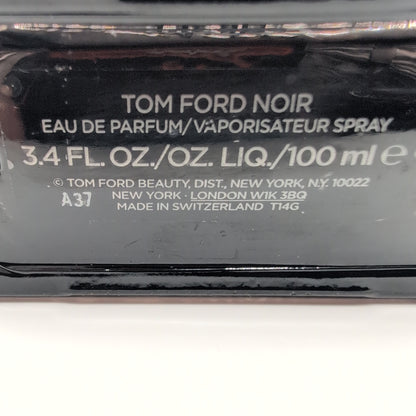 TOM FORD NOIR
EAU DE PARFUM/VAPORISATEUR SPRAY
3.4 FL. OZ./OZ. LIQ./100 ml e
© TOM FORD BEAUTY, DIST., NEW YORK, N.Y. 10022
A37 NEW YORK · LONDON W1K 3BQ
MADE IN SWITZERLAND T14G